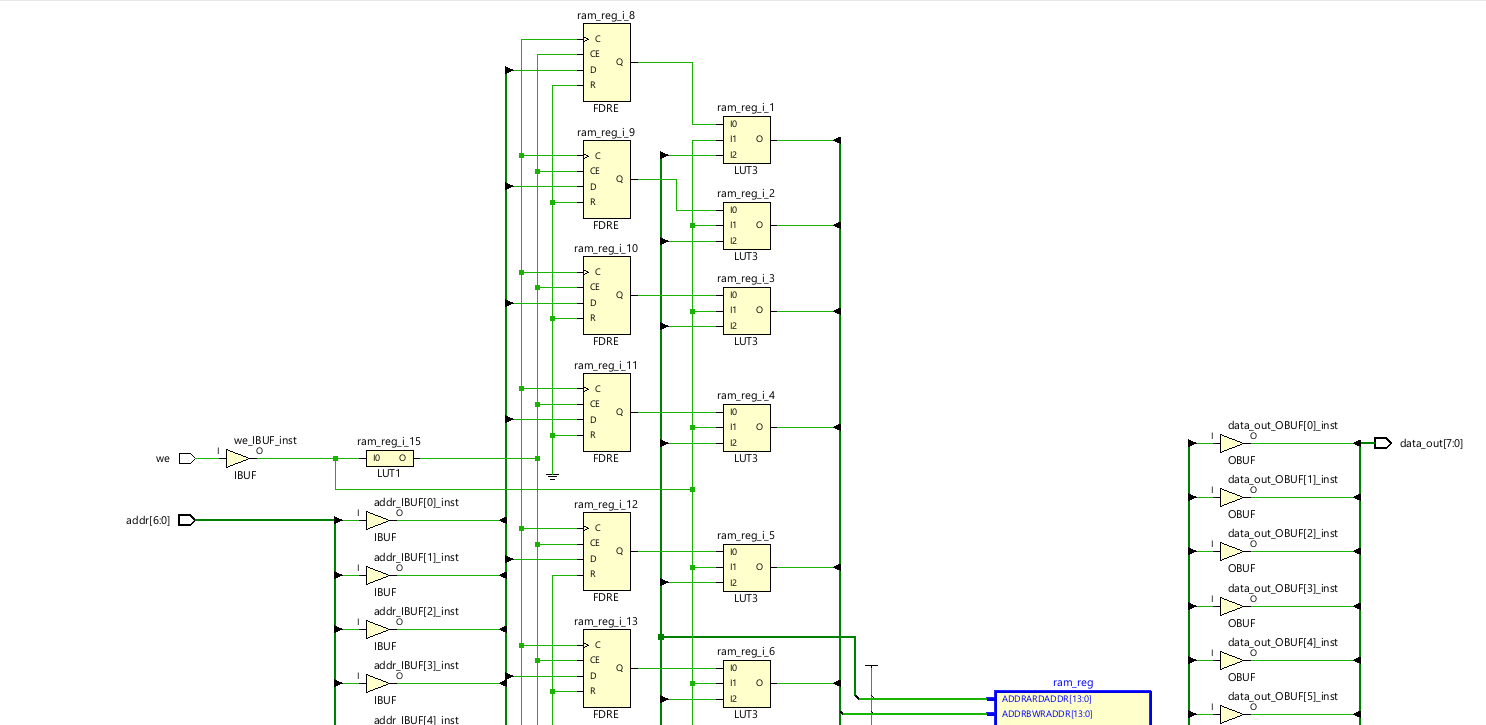 ram_reg_i_8
C
CE
D
R
Q
FDRE
ram_reg_i_1
I0
I1
I2
O
LUT3
ram_reg_i_9
C
CE
D
R
Q
FDRE
ram_reg_i_2
I0
I1
I2
O
LUT3
ram_reg_i_10
C
CE
D
R
Q
FDRE
ram_reg_i_3
I0
I1
I2
O
LUT3
ram_reg_i_11
C
CE
D
R
Q
FDRE
ram_reg_i_4
I0
I1
I2
O
LUT3
we
I
we_IBUF_inst
O
IBUF
ram_reg_i_15
I0 O
LUT1
addr[6:0]
addr_IBUF[0]_inst
I O
IBUF
addr_IBUF[1]_inst
I O
IBUF
addr_IBUF[2]_inst
I O
IBUF
addr_IBUF[3]_inst
I O
IBUF
addr_IBUF[4]_inst
ram_reg_i_12
C
CE
D
R
Q
FDRE
ram_reg_i_5
I0
I1
I2
O
LUT3
ram_reg_i_13
C
CE
D
R
Q
FDRE
ram_reg_i_6
I0
I1
I2
O
LUT3
ram_reg
ADDRARDADDR[13:0]
ADDRBWRADDR[13:0]
data_out_OBUF[0]_inst
I O
OBUF
data_out[7:0]
data_out_OBUF[1]_inst
I O
OBUF
data_out_OBUF[2]_inst
I O
OBUF
data_out_OBUF[3]_inst
I O
OBUF
data_out_OBUF[4]_inst
I O
OBUF
data_out_OBUF[5]_inst
I O
OBUF